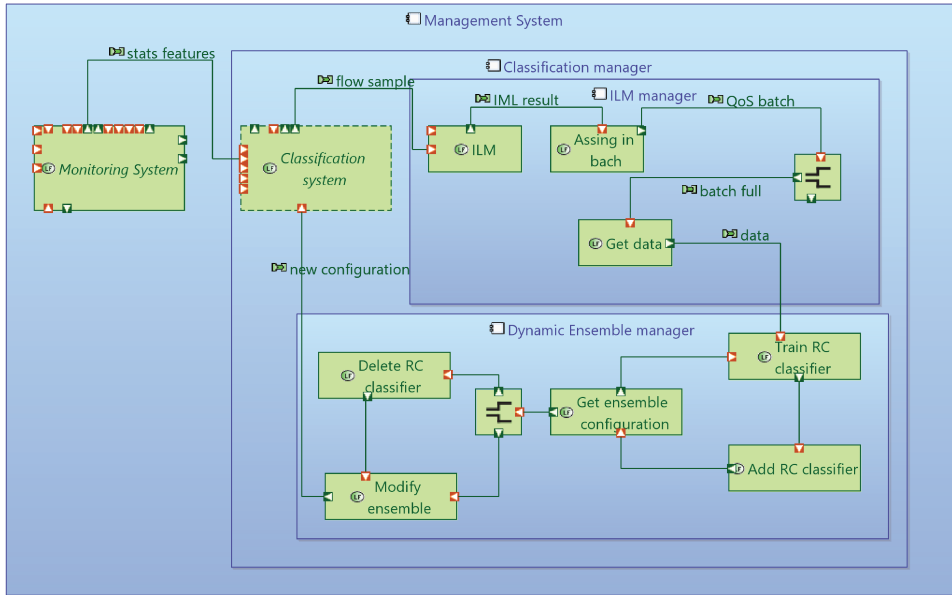 Management System
stats features
Classification manager
flow sample
ILM manager
IML result
QoS batch
Monitoring System
Classification
system
ILM
Assing in
bach
batch full
Get data
data
new configuration
Dynamic Ensemble manager
Delete RC
classifier
Train RC
classifier
Get ensemble
configuration
Modify
ensemble
Add RC classifier